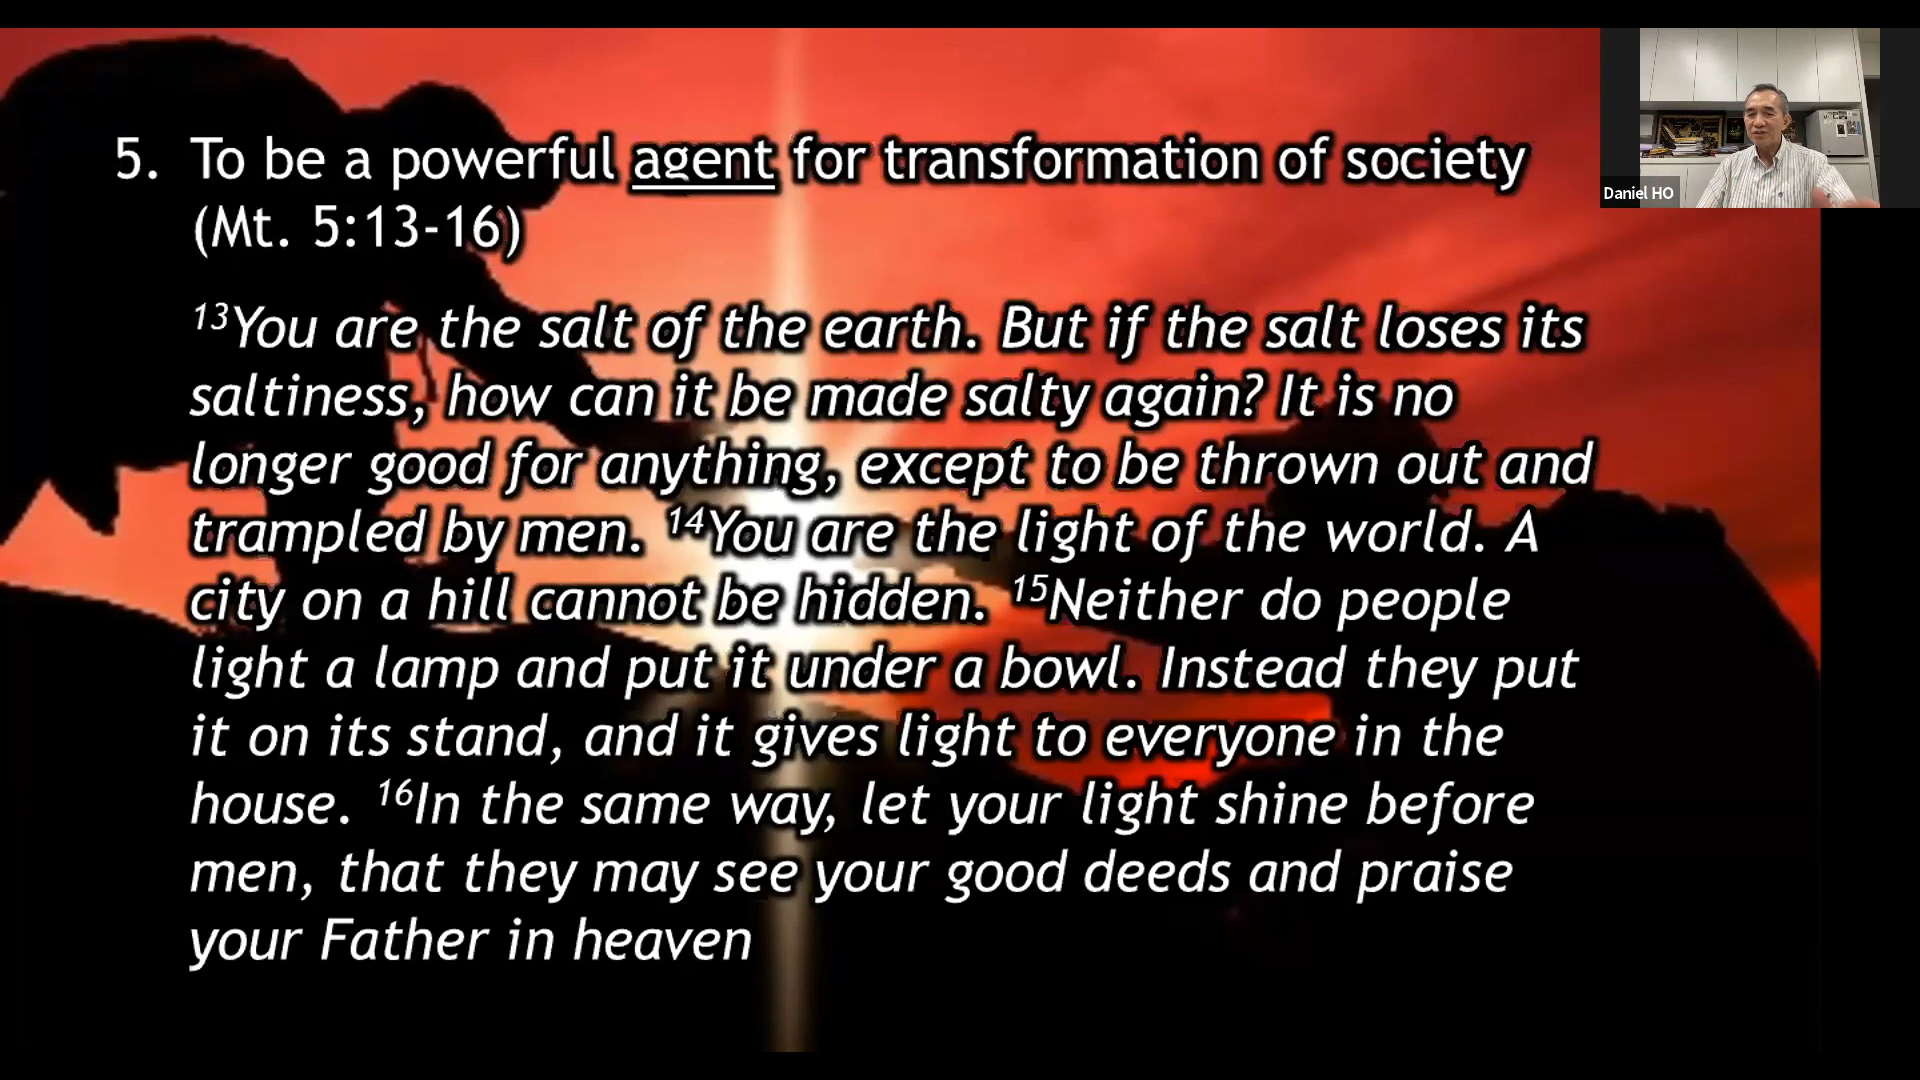 5. To be a powerful agent for transformation of society
(Mt. 5:13-16)
13You are the salt of the earth. But if the salt loses its
saltiness, how can it be made salty again? It is no
longer good for anything, except to be thrown out and
trampled by men. 14You are the light of the world. A
city on a hill cannot be hidden. 15Neither do people
light a lamp and put it under a bowl. Instead they put
it on its stand, and it gives light to everyone in the
house. 16In the same way, let your light shine before
men, that they may see your good deeds and praise
your Father in heaven
Daniel HO